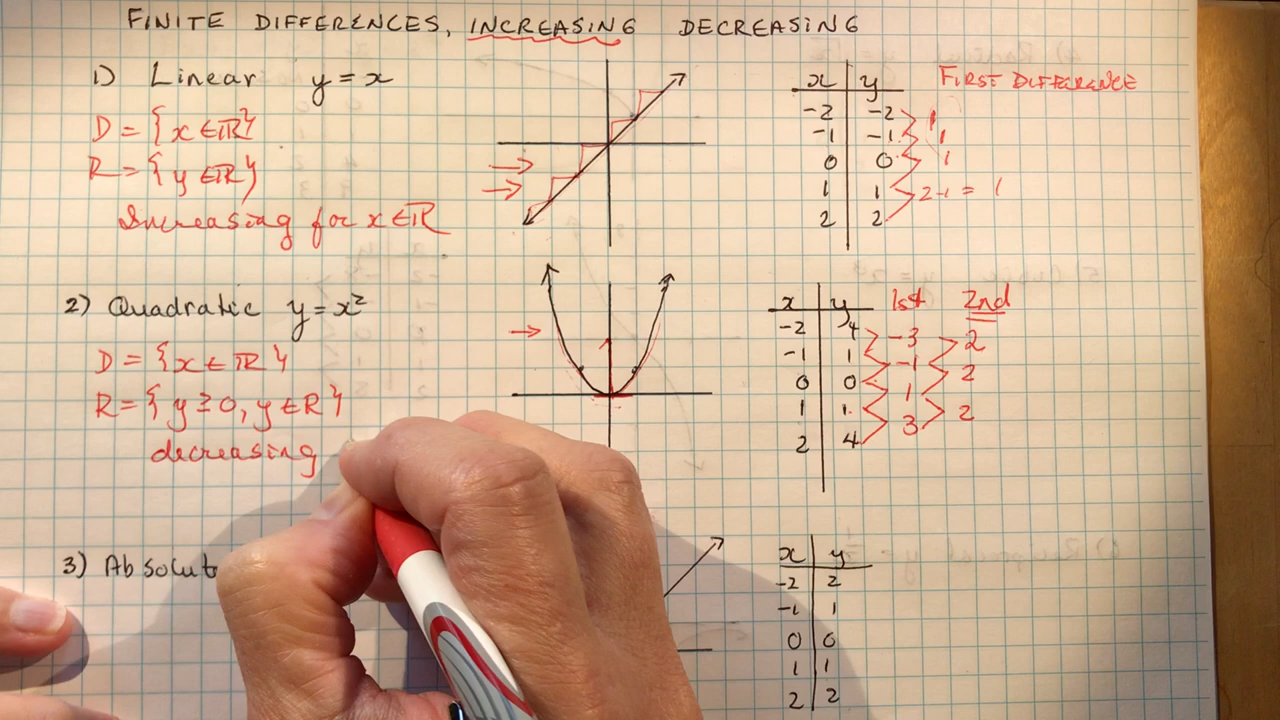 FINITE DIFFERENCES, INCREASING DECREASING
1) Linear y = x
D = {x ∈ ℝ}
R = {y ∈ ℝ}
Increasing for x ∈ ℝ
x y FIRST DIFFERENCE
-2 -2
1
-1 -1
1
0 0
1
1 1
2-1 = 1
2 2
2) Quadratic y = x²
D = {x ∈ ℝ}
R = {y ≥ 0, y ∈ R}
decreasing
x y 1st 2nd
-2 4
-3
2
-1 1
-1
2
0 0
1
2
1 1
3
2 4
3) Absolut
x y
-2 2
-1 1
0 0
1 1
2 2